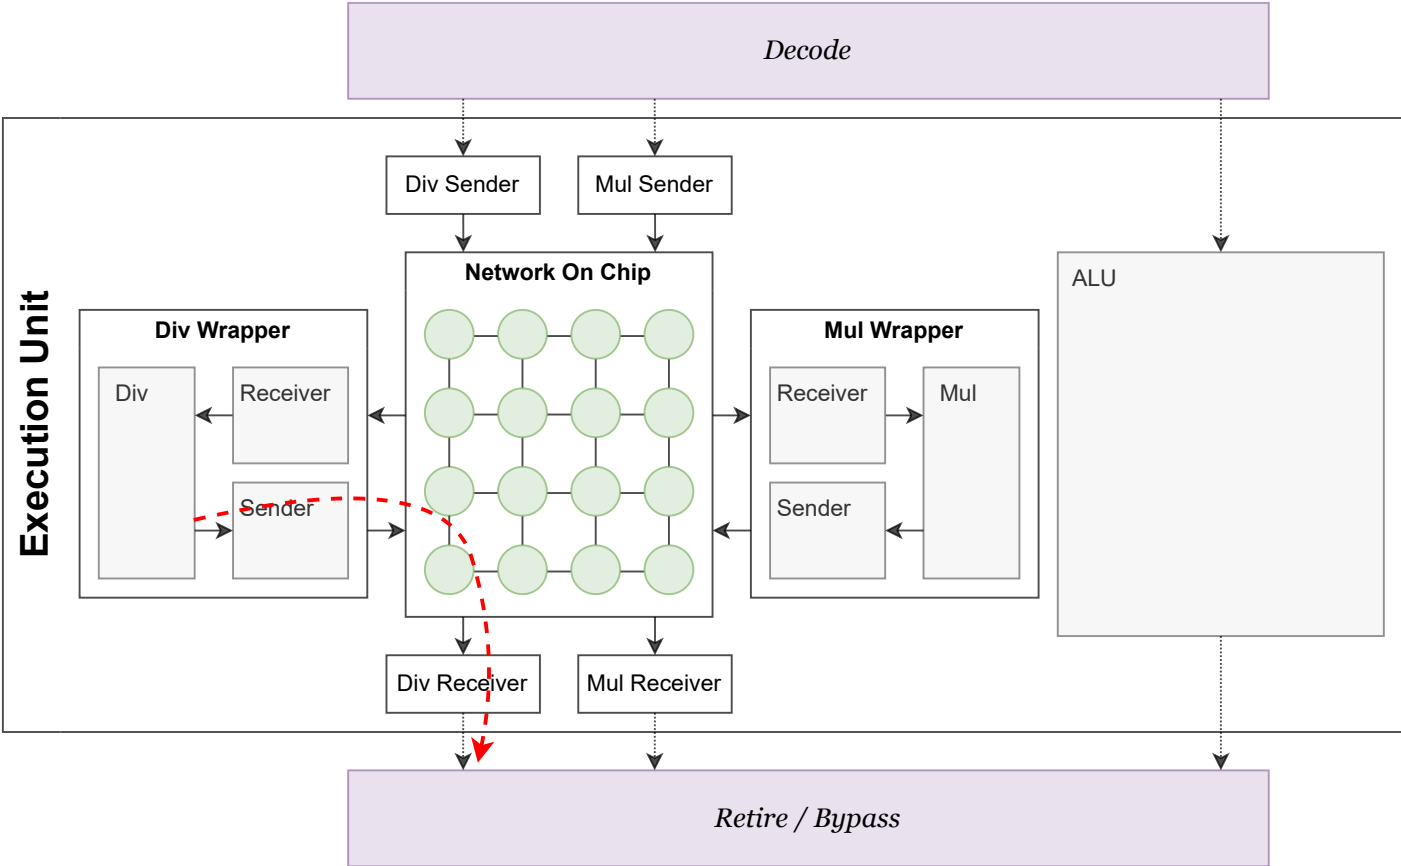 Decode
Div Sender
Mul Sender
Network On Chip
ALU
Execution Unit
Div Wrapper
Mul Wrapper
Div
Receiver
Receiver
Mul
Sender
Sender
Div Receiver
Mul Receiver
Retire / Bypass